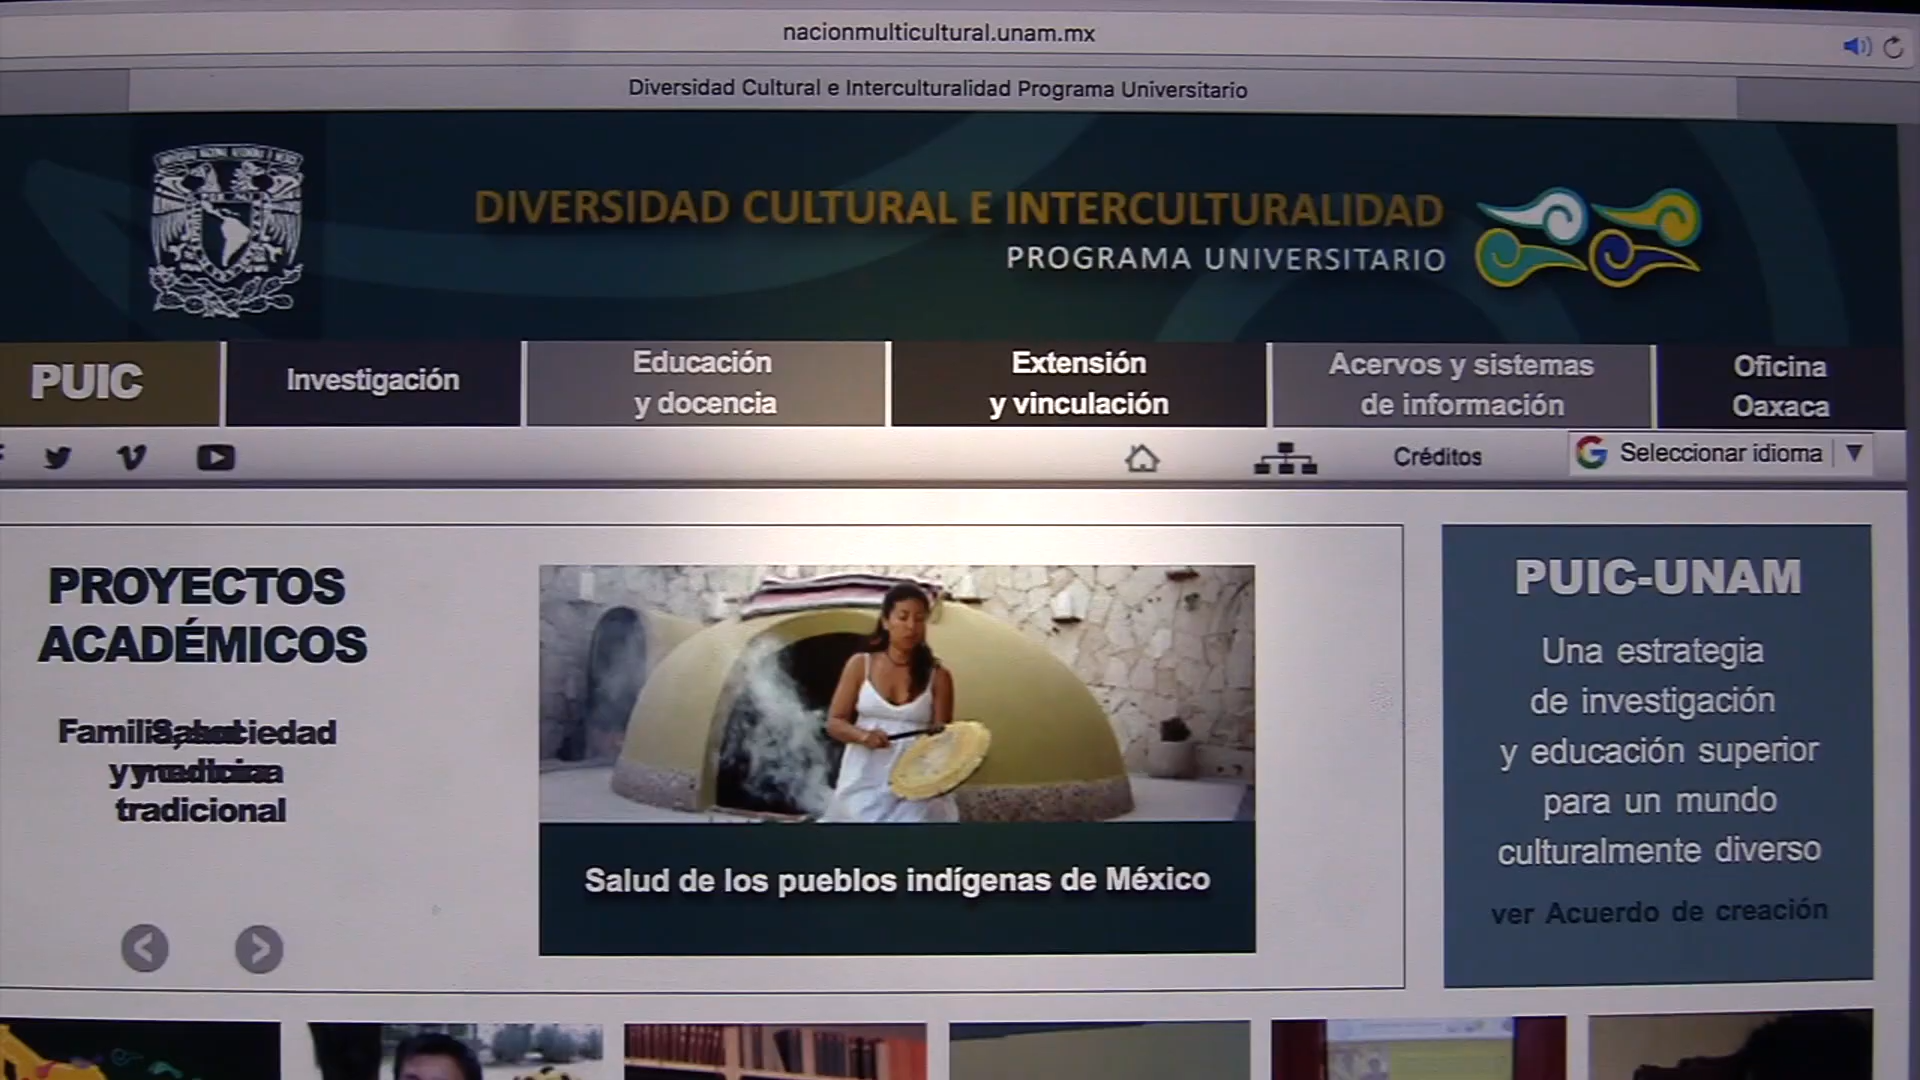 nacionmulticultural.unam.mx
Diversidad Cultural e Interculturalidad Programa Universitario
DIVERSIDAD CULTURAL E INTERCULTURALIDAD
PROGRAMA UNIVERSITARIO
PUIC
Investigación
Educación
y docencia
Extensión
y vinculación
Acervos y sistemas
de información
Oficina
Oaxaca
Créditos
Seleccionar idioma
PROYECTOS
ACADÉMICOS
tradicional
Salud de los pueblos indígenas de México
PUIC-UNAM
Una estrategia
de investigación
y educación superior
para un mundo
culturalmente diverso
ver Acuerdo de creación